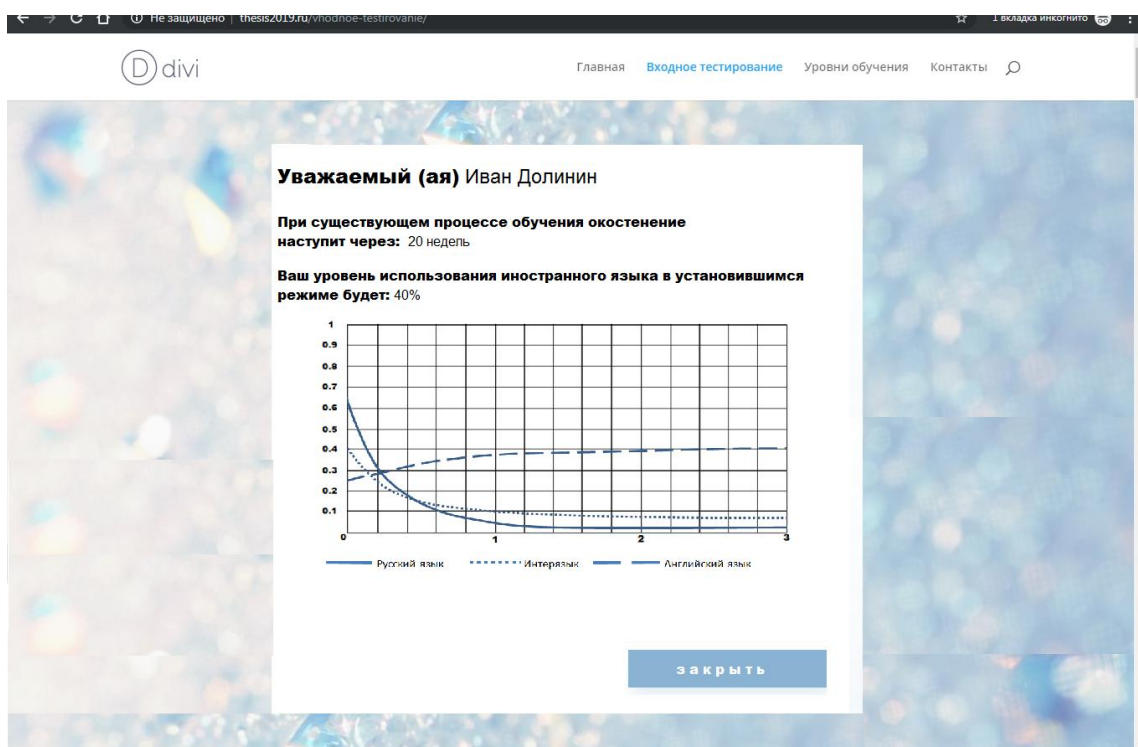 Не защищено | thesis2019.ru/vhodnoe-testirovanie/ 1 вкладка инкогнито
D divi Главная Входное тестирование Уровни обучения Контакты
Уважаемый (ая) Иван Долинин
При существующем процессе обучения окостенение
наступит через: 20 недель
Ваш уровень использования иностранного языка в установившимся
режиме будет: 40%
1
0.9
0.8
0.7
0.6
0.5
0.4
0.3
0.2
0.1
0 1 2 3
Русский язык Интерязык Английский язык
закрыть